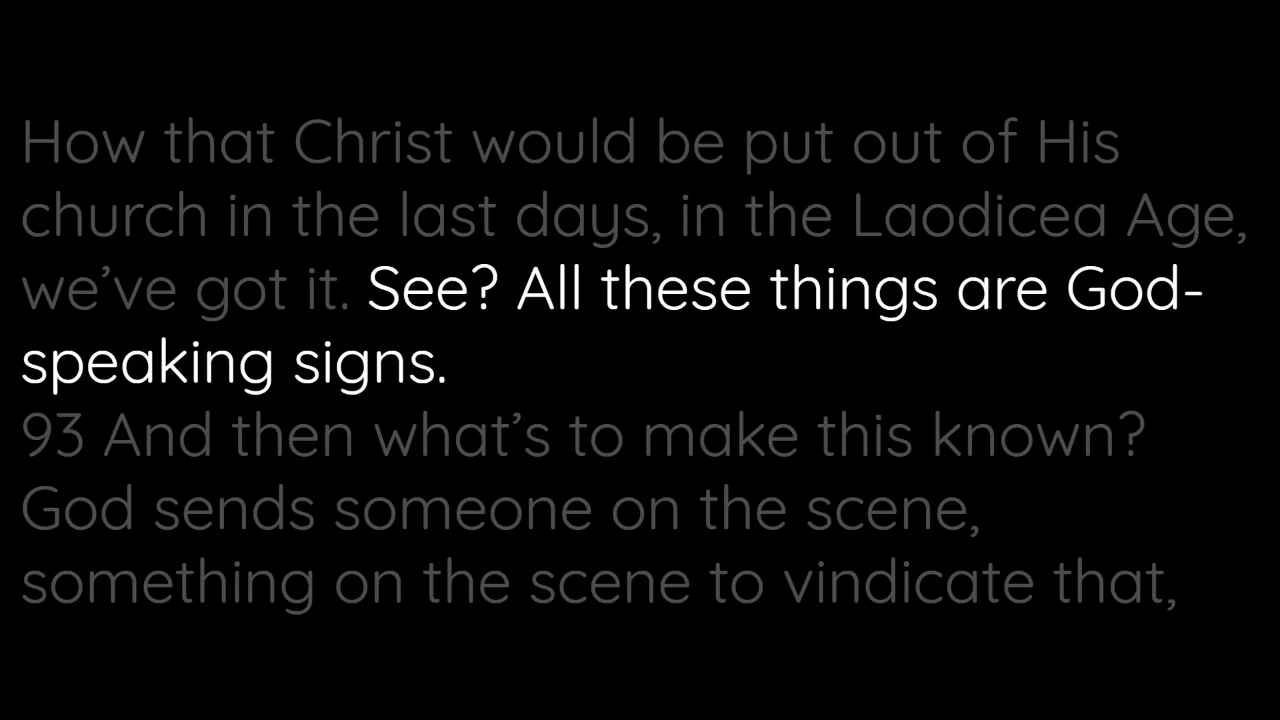 How that Christ would be put out of His
church in the last days, in the Laodicea Age,
we’ve got it. See? All these things are God-
speaking signs.
93 And then what’s to make this known?
God sends someone on the scene,
something on the scene to vindicate that,